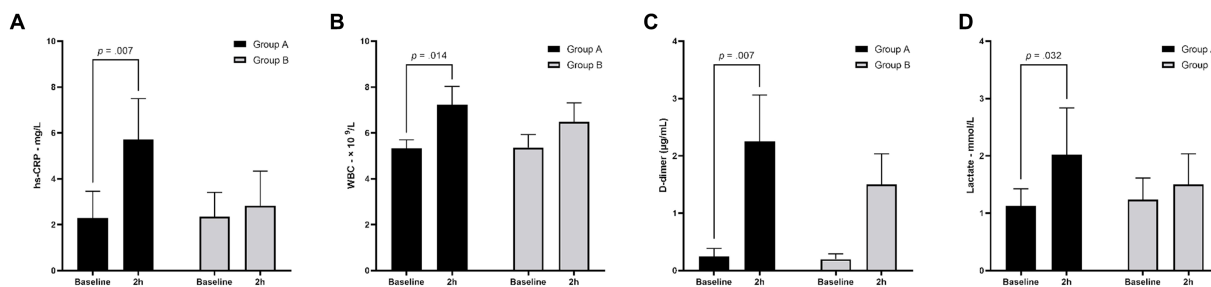 A
p = .007
Group A
Group B
hs-CRP - mg/L
10
8
6
4
2
0
Baseline 2h Baseline 2h
B
p = .014
Group A
Group B
WBC - × 10⁹/L
10
8
6
4
2
0
Baseline 2h Baseline 2h
C
p = .007
Group A
Group B
D-dimer (µg/mL)
4
3
2
1
0
Baseline 2h Baseline 2h
D
p = .032
Group
Group
Lactate - mmol/L
4
3
2
1
0
Baseline 2h Baseline 2h